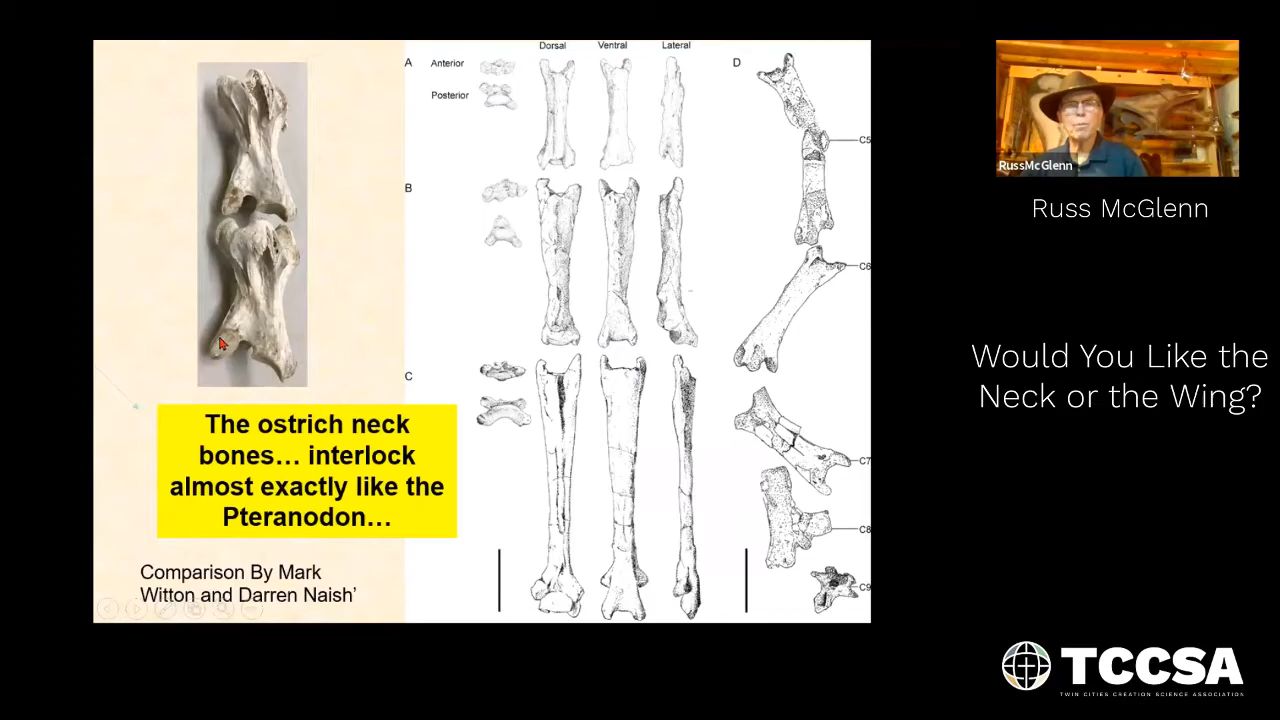 Dorsal
Ventral
Lateral
A
Anterior
Posterior
B
C
D
C5
C6
C7
C8
C9
The ostrich neck
bones… interlock
almost exactly like the
Pteranodon…
Comparison By Mark
Witton and Darren Naish’
RussMcGlenn
Russ McGlenn
Would You Like the
Neck or the Wing?
TCCSA
TWIN CITIES CREATION SCIENCE ASSOCIATION